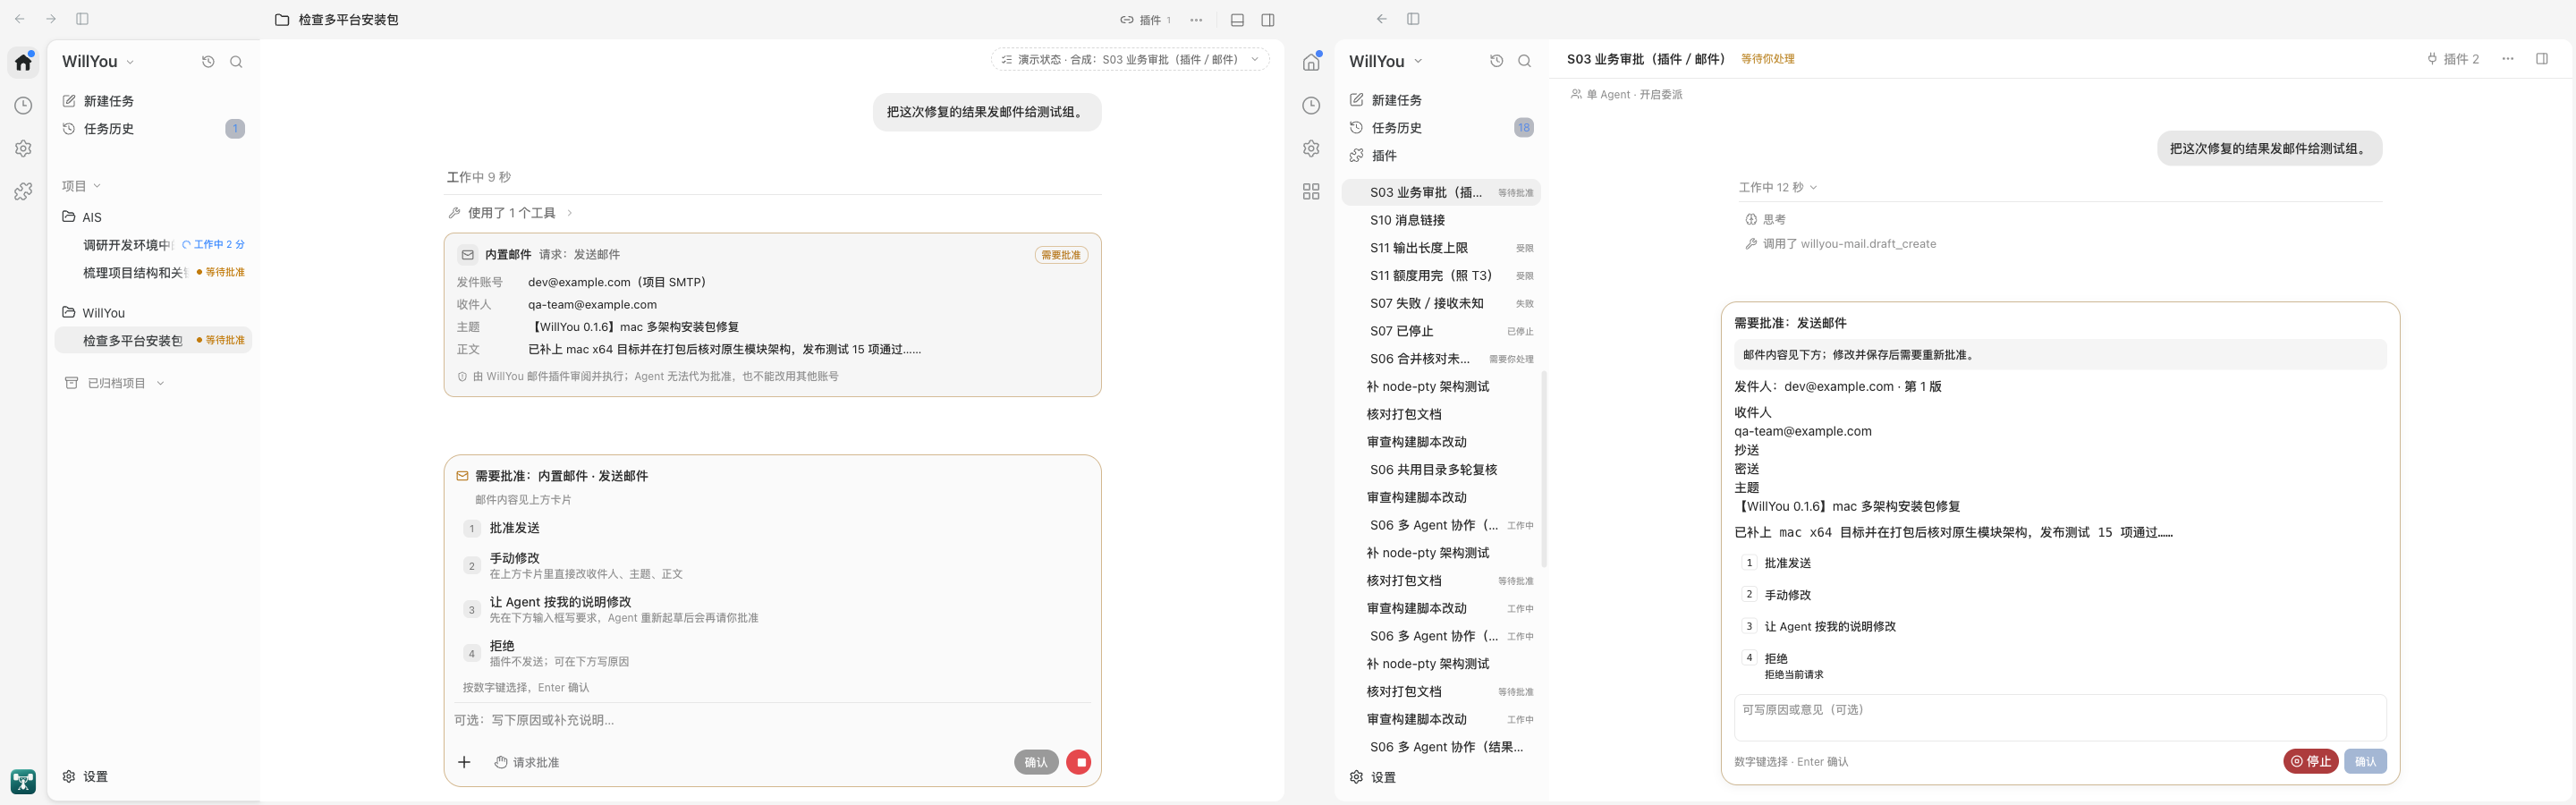 检查多平台安装包
插件 1
WillYou
新建任务
任务历史
1
项目
AIS
调研开发环境中
工作中 2 分
梳理项目结构和关
等待批准
WillYou
检查多平台安装包
等待批准
已归档项目
设置
演示状态 · 合成：S03 业务审批（插件 / 邮件）
把这次修复的结果发邮件给测试组。
工作中 9 秒
使用了 1 个工具
内置邮件 请求：发送邮件
需要批准
发件账号 dev@example.com（项目 SMTP）
收件人 qa-team@example.com
主题 【WillYou 0.1.6】mac 多架构安装包修复
正文 已补上 mac x64 目标并在打包后核对原生模块架构，发布测试 15 项通过……
由 WillYou 邮件插件审阅并执行；Agent 无法代为批准，也不能改用其他账号
需要批准：内置邮件 · 发送邮件
邮件内容见上方卡片
1 批准发送
2 手动修改
在上方卡片里直接改收件人、主题、正文
3 让 Agent 按我的说明修改
先在下方输入框写要求，Agent 重新起草后会再请你批准
4 拒绝
插件不发送；可在下方写原因
按数字键选择，Enter 确认
可选：写下原因或补充说明...
请求批准
确认
WillYou
新建任务
任务历史
18
插件
S03 业务审批（插... 等待批准
S10 消息链接
S11 输出长度上限 受限
S11 额度用完（照 T3） 受限
S07 失败 / 接收未知 失败
S07 已停止 已停止
S06 合并核对未... 需要你处理
补 node-pty 架构测试
核对打包文档
审查构建脚本改动
S06 共用目录多轮复核
审查构建脚本改动
S06 多 Agent 协作（... 工作中
补 node-pty 架构测试
核对打包文档 等待批准
审查构建脚本改动 工作中
S06 多 Agent 协作（... 工作中
补 node-pty 架构测试
核对打包文档 等待批准
审查构建脚本改动 工作中
S06 多 Agent 协作（结果...
设置
S03 业务审批（插件 / 邮件） 等待你处理
插件 2
单 Agent · 开启委派
把这次修复的结果发邮件给测试组。
工作中 12 秒
思考
调用了 willyou-mail.draft_create
需要批准：发送邮件
邮件内容见下方；修改并保存后需要重新批准。
发件人：dev@example.com · 第 1 版
收件人
qa-team@example.com
抄送
密送
主题
【WillYou 0.1.6】mac 多架构安装包修复
已补上 mac x64 目标并在打包后核对原生模块架构，发布测试 15 项通过……
1 批准发送
2 手动修改
3 让 Agent 按我的说明修改
4 拒绝
拒绝当前请求
可写原因或意见（可选）
数字键选择 · Enter 确认
停止
确认